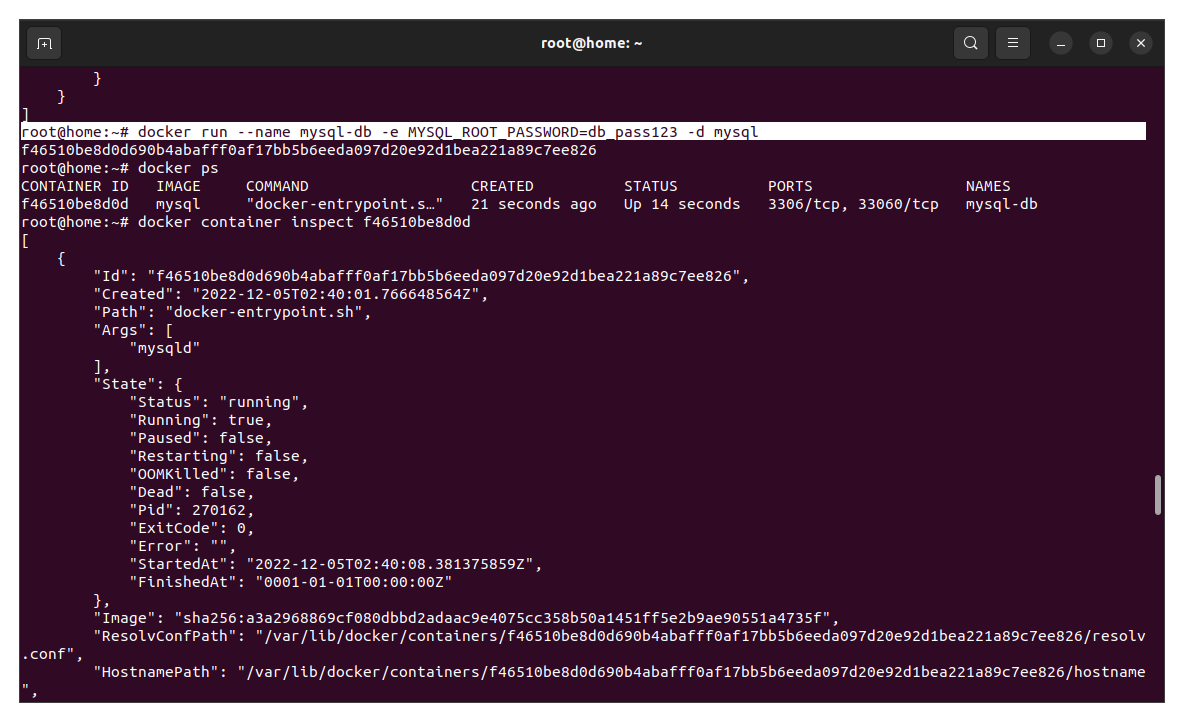 root@home: ~
        }
    }
]
root@home:~# docker run --name mysql-db -e MYSQL_ROOT_PASSWORD=db_pass123 -d mysql
f46510be8d0d690b4abafff0af17bb5b6eeda097d20e92d1bea221a89c7ee826
root@home:~# docker ps
CONTAINER ID   IMAGE     COMMAND                  CREATED          STATUS          PORTS                 NAMES
f46510be8d0d   mysql     "docker-entrypoint.s…"   21 seconds ago   Up 14 seconds   3306/tcp, 33060/tcp   mysql-db
root@home:~# docker container inspect f46510be8d0d
[
    {
        "Id": "f46510be8d0d690b4abafff0af17bb5b6eeda097d20e92d1bea221a89c7ee826",
        "Created": "2022-12-05T02:40:01.766648564Z",
        "Path": "docker-entrypoint.sh",
        "Args": [
            "mysqld"
        ],
        "State": {
            "Status": "running",
            "Running": true,
            "Paused": false,
            "Restarting": false,
            "OOMKilled": false,
            "Dead": false,
            "Pid": 270162,
            "ExitCode": 0,
            "Error": "",
            "StartedAt": "2022-12-05T02:40:08.381375859Z",
            "FinishedAt": "0001-01-01T00:00:00Z"
        },
        "Image": "sha256:a3a2968869cf080dbbd2adaac9e4075cc358b50a1451ff5e2b9ae90551a4735f",
        "ResolvConfPath": "/var/lib/docker/containers/f46510be8d0d690b4abafff0af17bb5b6eeda097d20e92d1bea221a89c7ee826/resolv
.conf",
        "HostnamePath": "/var/lib/docker/containers/f46510be8d0d690b4abafff0af17bb5b6eeda097d20e92d1bea221a89c7ee826/hostname
",